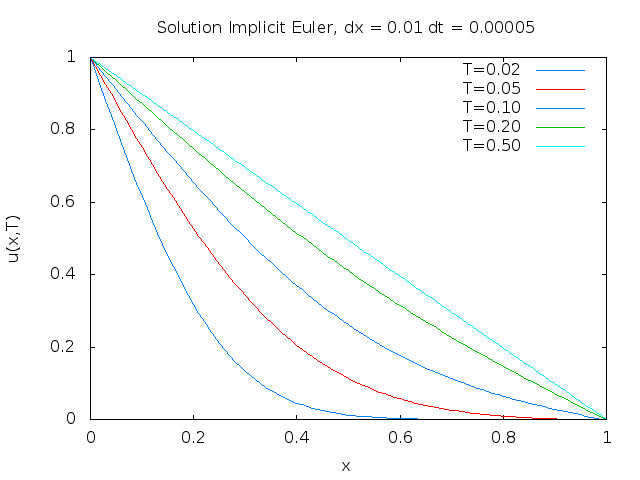 Solution Implicit Euler, dx = 0.01 dt = 0.00005
1
T=0.02
T=0.05
T=0.10
0.8
T=0.20
T=0.50
0.6
u(x,T)
0.4
0.2
0
0 0.2 0.4 0.6 0.8 1
x